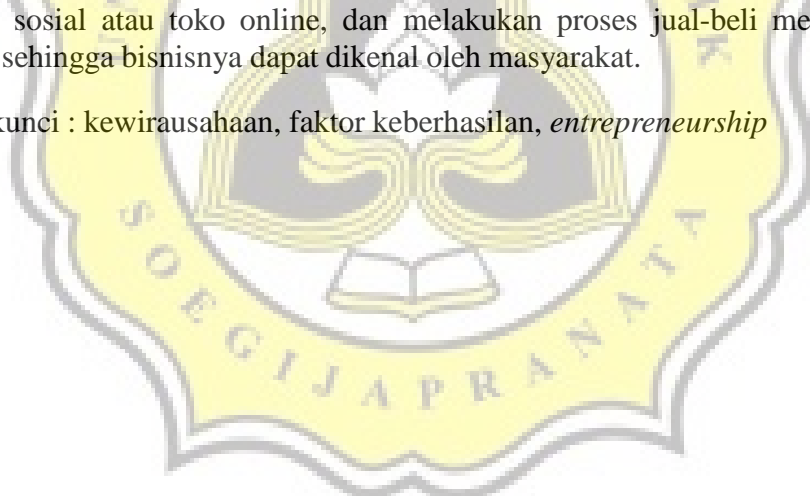 sosial atau toko online, dan melakukan proses jual-beli me
sehingga bisnisnya dapat dikenal oleh masyarakat.
kunci : kewirausahaan, faktor keberhasilan, entrepreneurship
SOEGIJAPRANATA